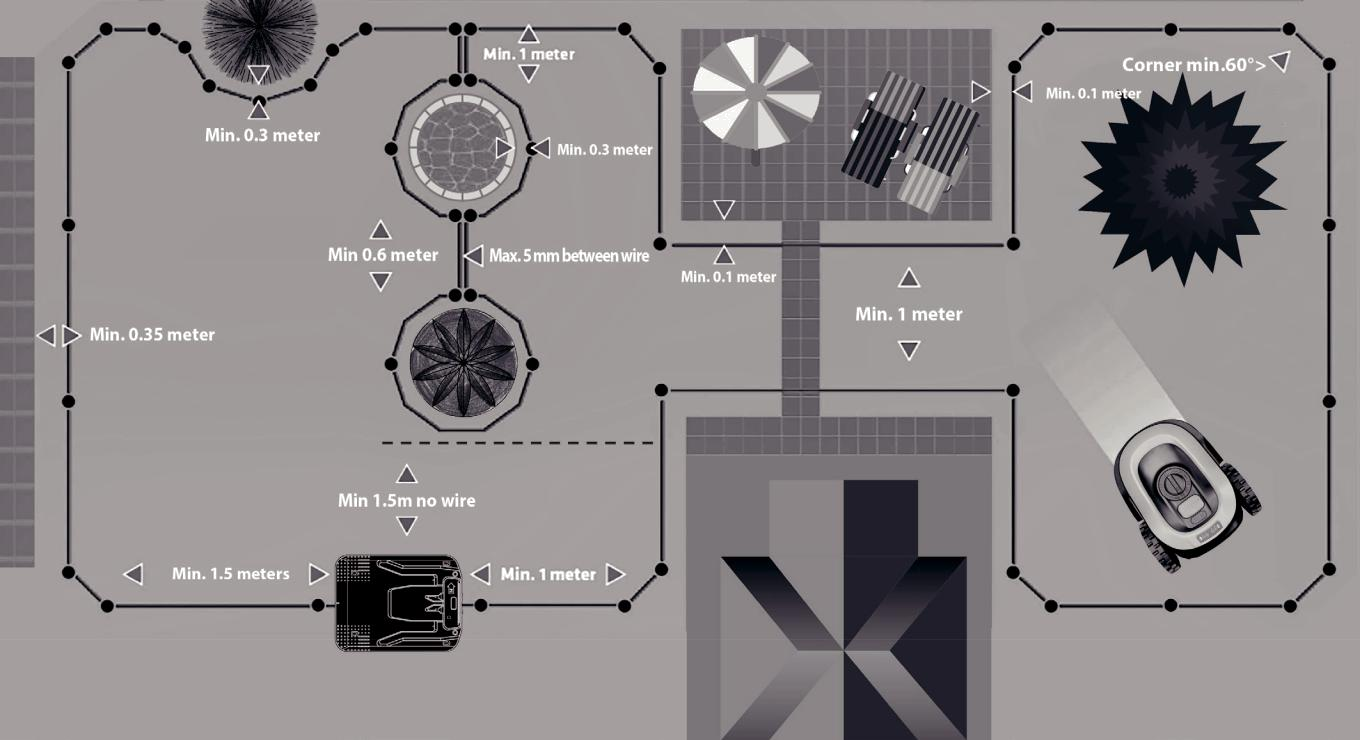 Min. 1 meter
Corner min.60°>
Min. 0.1 meter
Min. 0.3 meter
Min. 0.3 meter
Min 0.6 meter
Max. 5 mm between wire
Min. 0.1 meter
Min. 1 meter
Min. 0.35 meter
Min 1.5m no wire
Min. 1.5 meters
Min. 1 meter